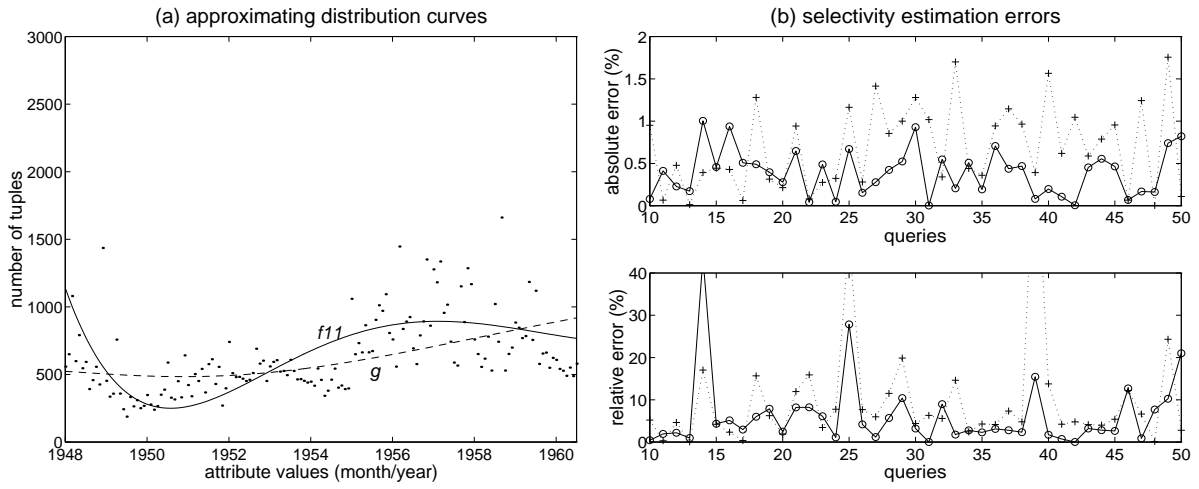 (a) approximating distribution curves
3000
2500
2000
1500
1000
500
0
number of tuples
f11
g
1948 1950 1952 1954 1956 1958 1960
attribute values (month/year)
(b) selectivity estimation errors
2
1.5
1
0.5
0
absolute error (%)
10 15 20 25 30 35 40 45 50
queries
40
30
20
10
0
relative error (%)
10 15 20 25 30 35 40 45 50
queries